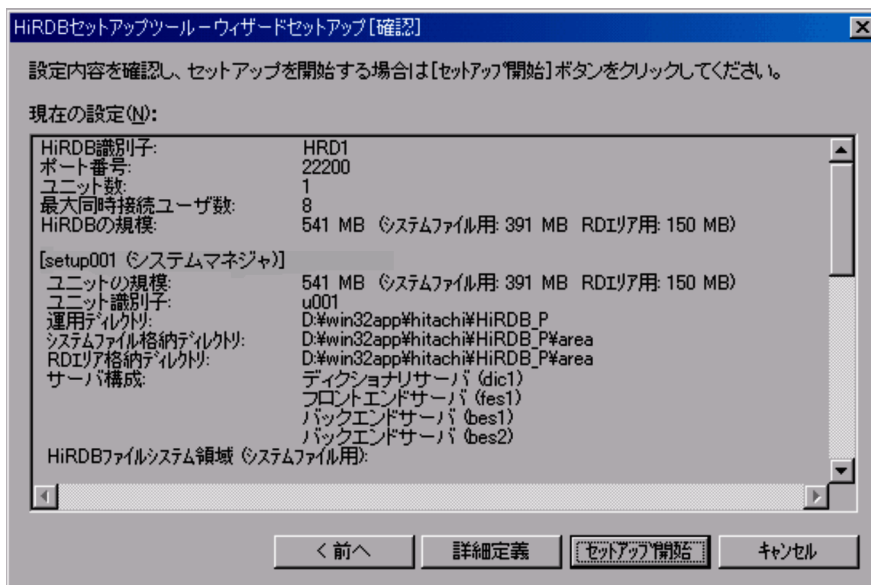 HiRDBセットアップツール－ウィザードセットアップ[確認]
設定内容を確認し、セットアップを開始する場合は[ｾｯﾄｱｯﾌﾟ開始]ボタンをクリックしてください。
現在の設定(N):
HiRDB識別子: HRD1
ポート番号: 22200
ユニット数: 1
最大同時接続ユーザ数: 8
HiRDBの規模: 541 MB (ｼｽﾃﾑﾌｧｲﾙ用: 391 MB RDｴﾘｱ用: 150 MB)
[setup001 (システムマネジャ)]
ユニットの規模: 541 MB (ｼｽﾃﾑﾌｧｲﾙ用: 391 MB RDｴﾘｱ用: 150 MB)
ユニット識別子: u001
運用ﾃﾞｨﾚｸﾄﾘ: D:¥win32app¥hitachi¥HiRDB_P
ｼｽﾃﾑﾌｧｲﾙ格納ﾃﾞｨﾚｸﾄﾘ: D:¥win32app¥hitachi¥HiRDB_P¥area
RDｴﾘｱ格納ﾃﾞｨﾚｸﾄﾘ: D:¥win32app¥hitachi¥HiRDB_P¥area
サーバ構成: ディクショナリサーバ (dic1)
フロントエンドサーバ (fes1)
バックエンドサーバ (bes1)
バックエンドサーバ (bes2)
HiRDBﾌｧｲﾙｼｽﾃﾑ領域 (ｼｽﾃﾑﾌｧｲﾙ用):
< 前へ 詳細定義 ｾｯﾄｱｯﾌﾟ開始 ｷｬﾝｾﾙ